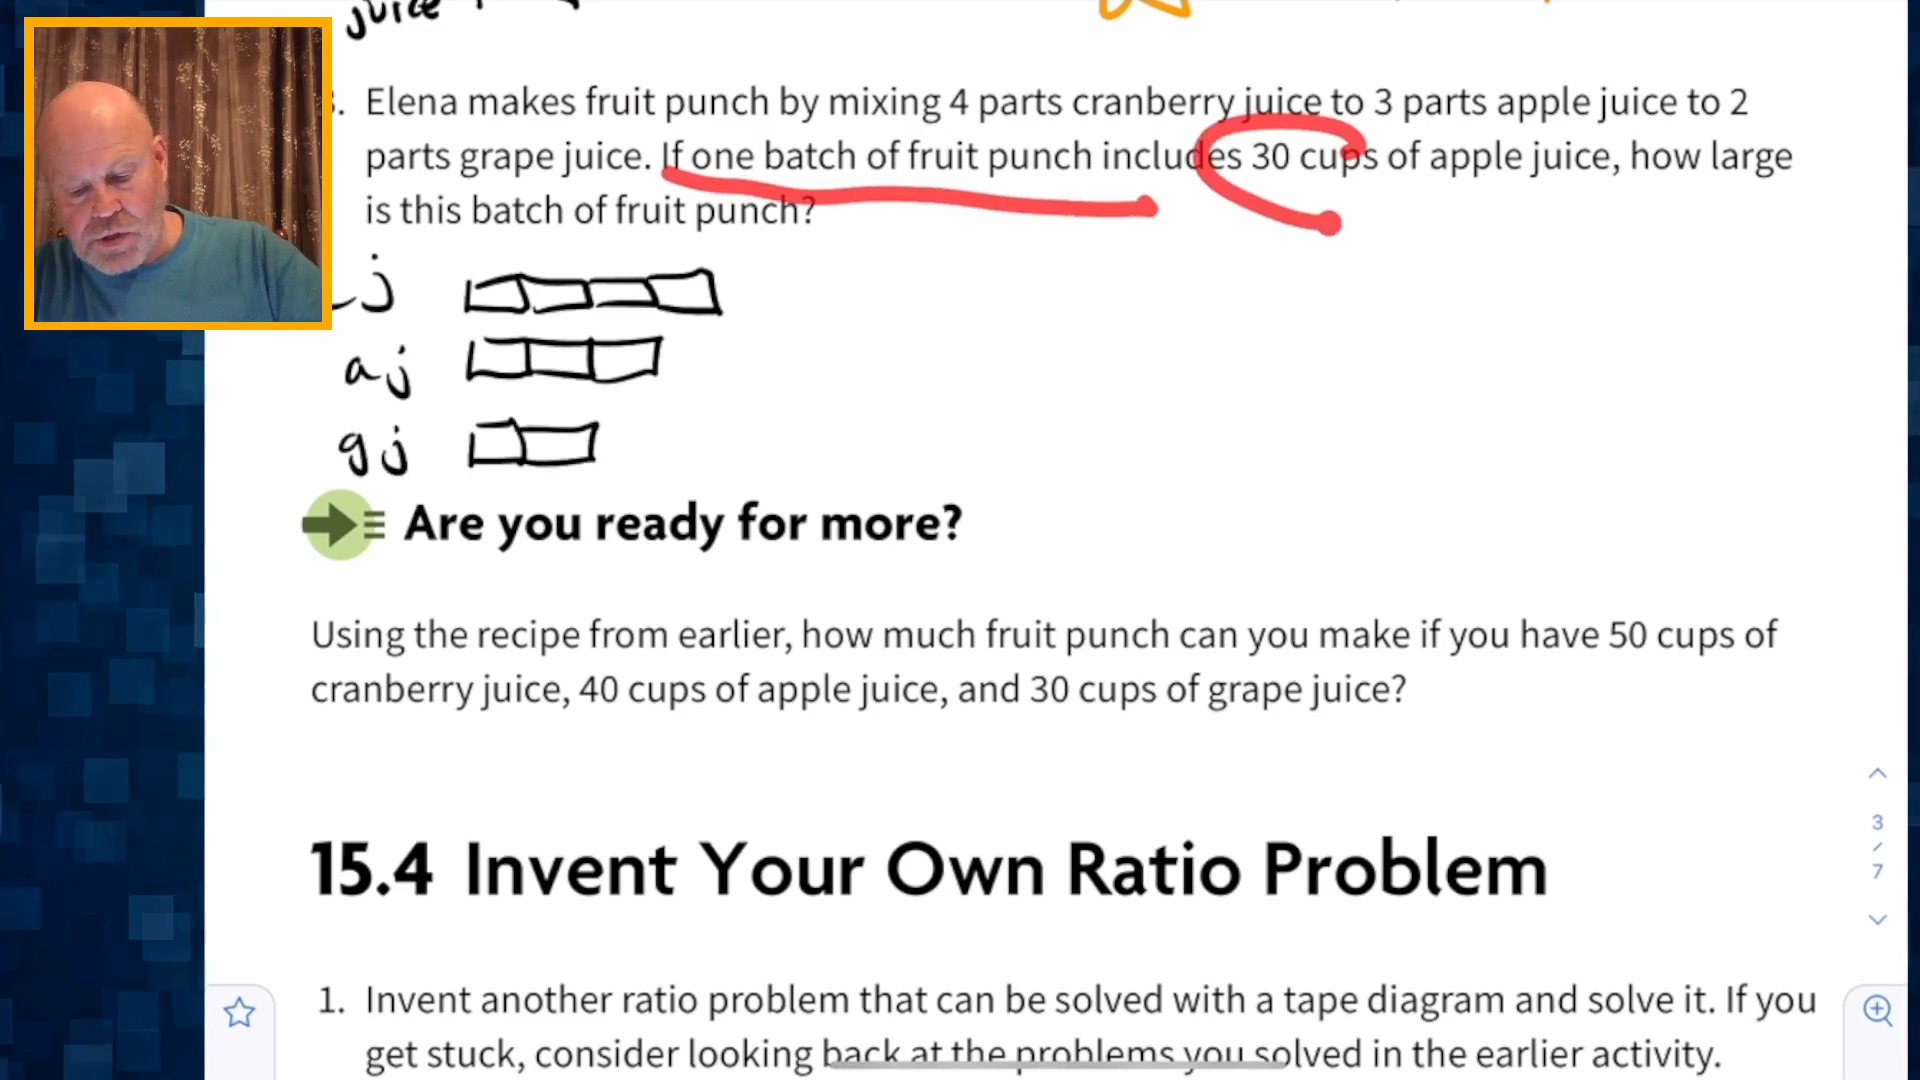 juice
3. Elena makes fruit punch by mixing 4 parts cranberry juice to 3 parts apple juice to 2
parts grape juice. If one batch of fruit punch includes 30 cups of apple juice, how large
is this batch of fruit punch?
j
aj
gj
Are you ready for more?
Using the recipe from earlier, how much fruit punch can you make if you have 50 cups of
cranberry juice, 40 cups of apple juice, and 30 cups of grape juice?
3
/
7
15.4 Invent Your Own Ratio Problem
1. Invent another ratio problem that can be solved with a tape diagram and solve it. If you
get stuck, consider looking back at the problems you solved in the earlier activity.